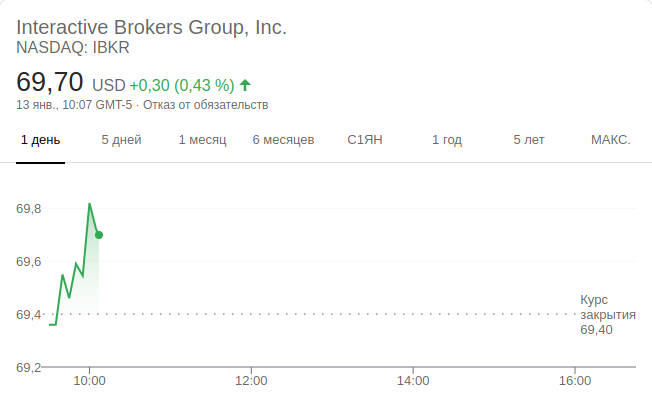 Interactive Brokers Group, Inc.
NASDAQ: IBKR
69,70 USD +0,30 (0,43 %)
13 янв., 10:07 GMT-5 · Отказ от обязательств
1 день 5 дней 1 месяц 6 месяцев С1ЯН 1 год 5 лет МАКС.
69,8
69,6
69,4
69,2
Курс
закрытия
69,40
10:00 12:00 14:00 16:00